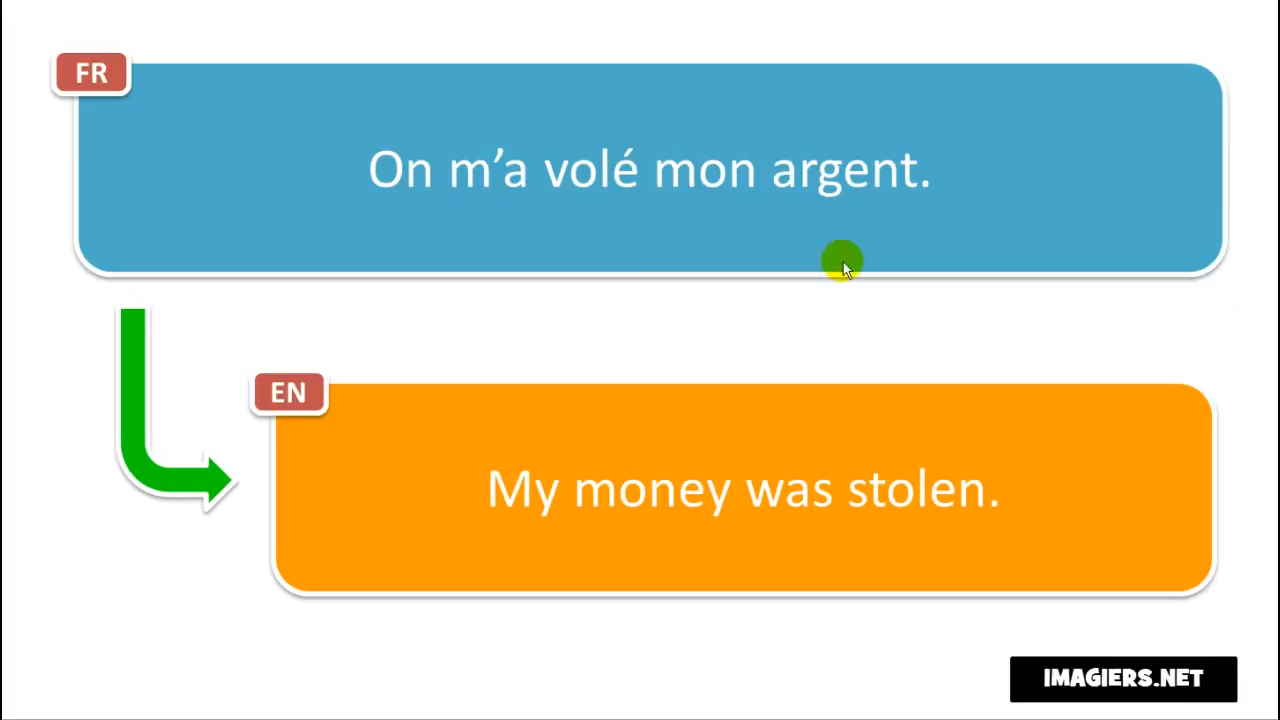 FR
On m’a volé mon argent.
EN
My money was stolen.
IMAGIERS.NET